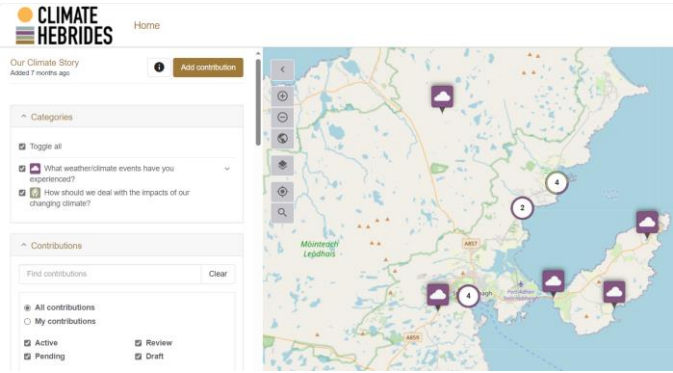 CLIMATE
HEBRIDES
Home
Our Climate Story
Added 7 months ago
Add contribution
Categories
Toggle all
What weather/climate events have you
experienced?
How should we deal with the impacts of our
changing climate?
Contributions
Find contributions
Clear
All contributions
My contributions
Active
Review
Pending
Draft
4
2
Mòinteach
Leòdhais
A857
4
A859